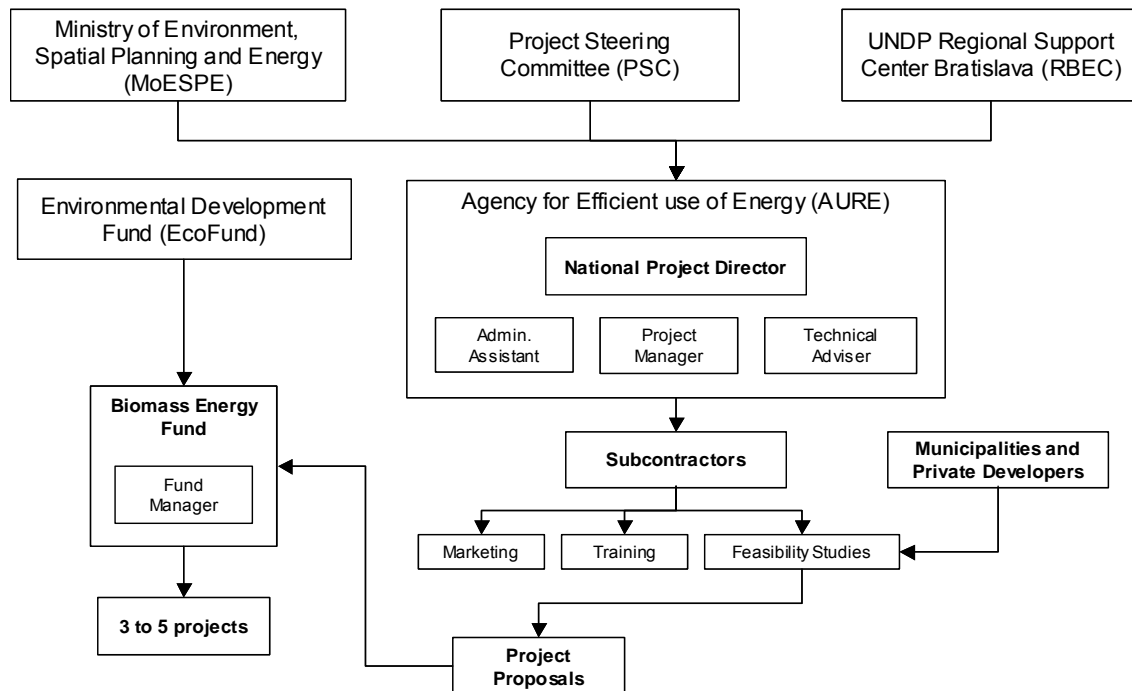 Ministry of Environment,
Spatial Planning and Energy
(MoESPE)
Project Steering
Committee (PSC)
UNDP Regional Support
Center Bratislava (RBEC)
Environmental Development
Fund (EcoFund)
Agency for Efficient use of Energy (AURE)
National Project Director
Admin.
Assistant
Project
Manager
Technical
Adviser
Biomass Energy
Fund
Fund
Manager
Subcontractors
Municipalities and
Private Developers
Marketing
Training
Feasibility Studies
3 to 5 projects
Project
Proposals